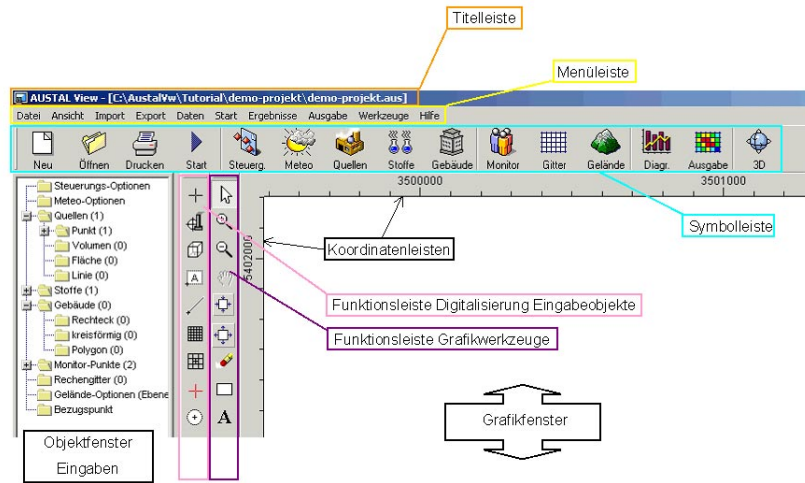 Titelleiste
Menüleiste
AUSTAL View - [C:\AustalVw\Tutorial\demo-projekt\demo-projekt.aus]
Datei Ansicht Import Export Daten Start Ergebnisse Ausgabe Werkzeuge Hilfe
Neu Öffnen Drucken Start Steuerg. Meteo Quellen Stoffe Gebäude Monitor Gitter Gelände Diagr. Ausgabe 3D
3500000 3501000
Steuerungs-Optionen
Meteo-Optionen
Quellen (1)
Punkt (1)
Volumen (0)
Fläche (0)
Linie (0)
Stoffe (1)
Gebäude (0)
Rechteck (0)
kreisförmig (0)
Polygon (0)
Monitor-Punkte (2)
Rechengitter (0)
Gelände-Optionen (Ebene
Bezugspunkt
A
A
5402000
Symbolleiste
Koordinatenleisten
Funktionsleiste Digitalisierung Eingabeobjekte
Funktionsleiste Grafikwerkzeuge
Grafikfenster
Objektfenster
Eingaben